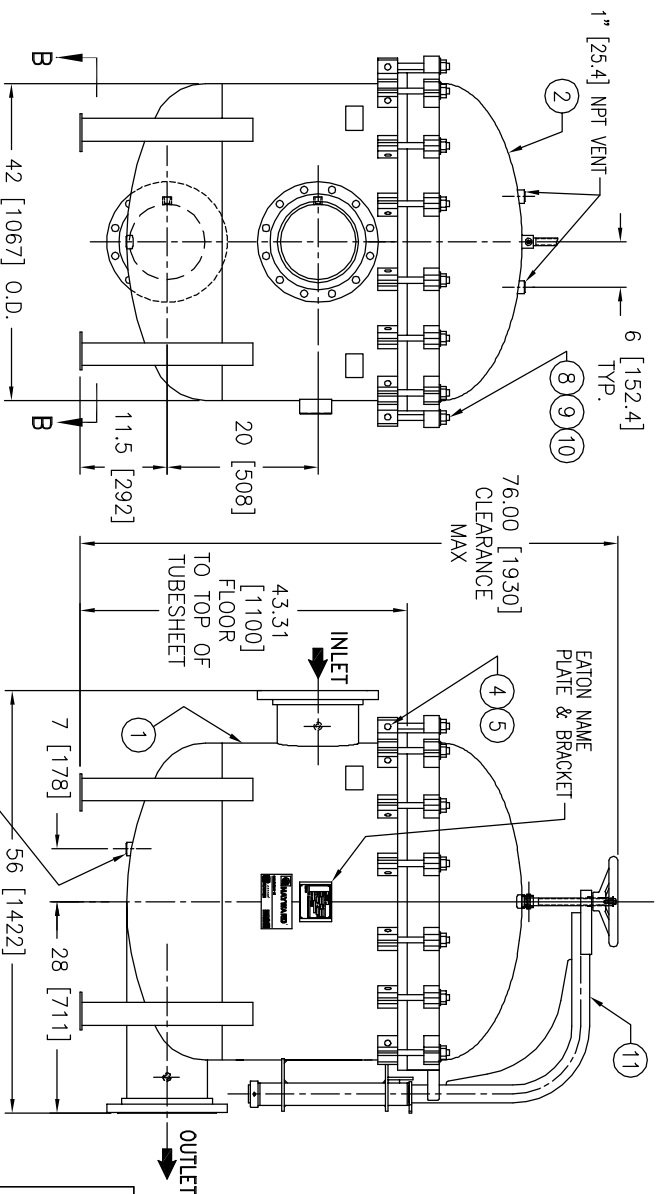 1" [25.4] NPT VENT
2
6 [152.4]
TYP.
8 9 10
B
B
42 [1067] O.D.
11.5 [292]
20 [508]
76.00 [1930]
CLEARANCE
MAX
43.31
[1100]
FLOOR
TO TOP OF
TUBESHEET
INLET
4 5
EATON NAME
PLATE & BRACKET
1
11
HAYWARD
7 [178]
28 [711]
56 [1422]
OUTLET